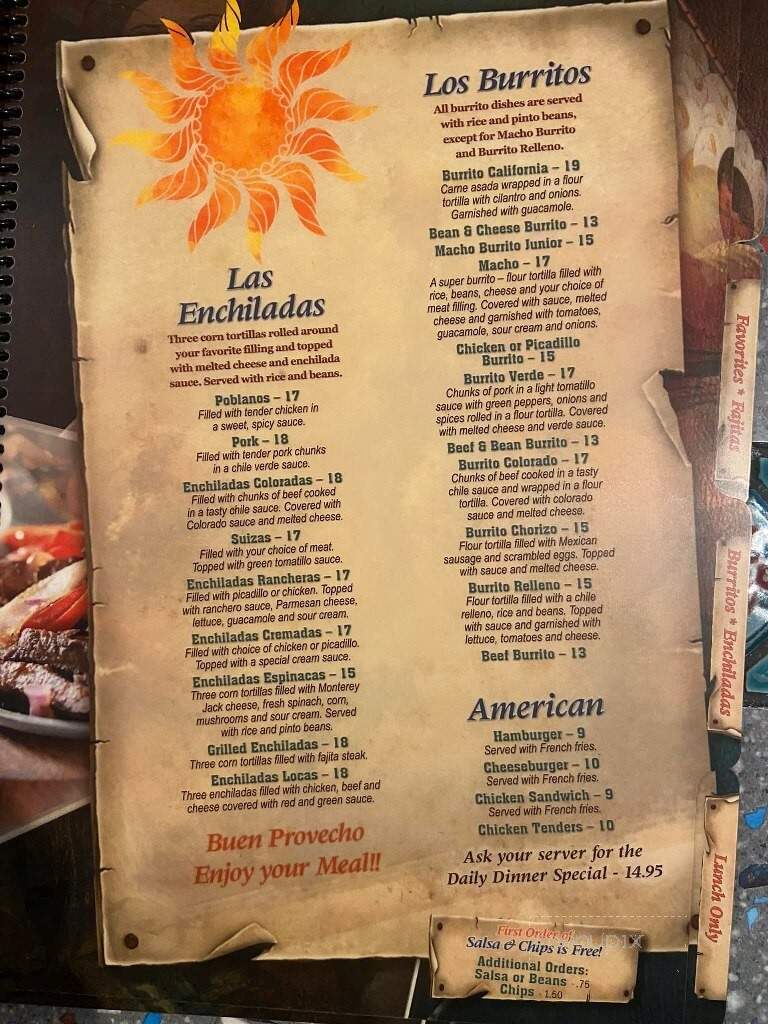 Las
Enchiladas
Three corn tortillas rolled around
your favorite filling and topped
with melted cheese and enchilada
sauce. Served with rice and beans.
Poblanos – 17
Filled with tender chicken in
a sweet, spicy sauce.
Pork – 18
Filled with tender pork chunks
in a chile verde sauce.
Enchiladas Coloradas – 18
Filled with chunks of beef cooked
in a tasty chile sauce. Covered with
Colorado sauce and melted cheese.
Suizas – 17
Filled with your choice of meat.
Topped with green tomatillo sauce.
Enchiladas Rancheras – 17
Filled with picadillo or chicken. Topped
with ranchero sauce, Parmesan cheese,
lettuce, guacamole and sour cream.
Enchiladas Cremadas – 17
Filled with choice of chicken or picadillo.
Topped with a special cream sauce.
Enchiladas Espinacas – 15
Three corn tortillas filled with Monterey
Jack cheese, fresh spinach, corn,
mushrooms and sour cream. Served
with rice and pinto beans.
Grilled Enchiladas – 18
Three corn tortillas filled with fajita steak.
Enchiladas Locas – 18
Three enchiladas filled with chicken, beef and
cheese covered with red and green sauce.
Buen Provecho
Enjoy your Meal!!
Los Burritos
All burrito dishes are served
with rice and pinto beans,
except for Macho Burrito
and Burrito Relleno.
Burrito California – 19
Carne asada wrapped in a flour
tortilla with cilantro and onions.
Garnished with guacamole.
Bean & Cheese Burrito – 13
Macho Burrito Junior – 15
Macho – 17
A super burrito – flour tortilla filled with
rice, beans, cheese and your choice of
meat filling. Covered with sauce, melted
cheese and garnished with tomatoes,
guacamole, sour cream and onions.
Chicken or Picadillo
Burrito – 15
Burrito Verde – 17
Chunks of pork in a light tomatillo
sauce with green peppers, onions and
spices rolled in a flour tortilla. Covered
with melted cheese and verde sauce.
Beef & Bean Burrito – 13
Burrito Colorado – 17
Chunks of beef cooked in a tasty
chile sauce and wrapped in a flour
tortilla. Covered with colorado
sauce and melted cheese.
Burrito Chorizo – 15
Flour tortilla filled with Mexican
sausage and scrambled eggs. Topped
with sauce and melted cheese.
Burrito Relleno – 15
Flour tortilla filled with a chile
relleno, rice and beans. Topped
with sauce and garnished with
lettuce, tomatoes and cheese.
Beef Burrito – 13
American
Hamburger – 9
Served with French fries.
Cheeseburger – 10
Served with French fries.
Chicken Sandwich – 9
Served with French fries.
Chicken Tenders – 10
Ask your server for the
Daily Dinner Special - 14.95
First Order of
Salsa & Chips is Free!
Additional Orders:
Salsa or Beans - .75
Chips - 1.50
Favorites * Fajitas
Burritos * Enchiladas
Lunch Only